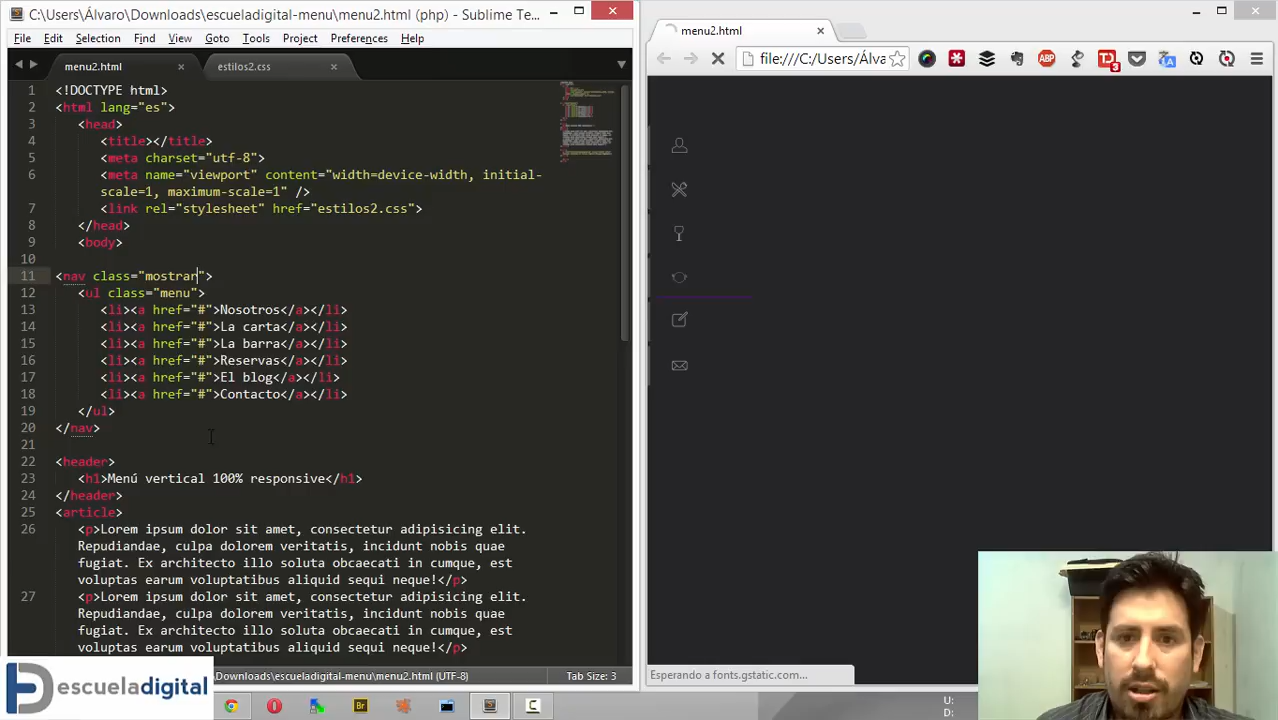 C:\Users\Álvaro\Downloads\escueladigital-menu\menu2.html (php) - Sublime Te...
File Edit Selection Find View Goto Tools Project Preferences Help
menu2.html
estilos2.css
1 <!DOCTYPE html>
2 <html lang="es">
3 <head>
4 <title></title>
5 <meta charset="utf-8">
6 <meta name="viewport" content="width=device-width, initial-
scale=1, maximum-scale=1" />
7 <link rel="stylesheet" href="estilos2.css">
8 </head>
9 <body>
10
11 <nav class="mostrar">
12 <ul class="menu">
13 <li><a href="#">Nosotros</a></li>
14 <li><a href="#">La carta</a></li>
15 <li><a href="#">La barra</a></li>
16 <li><a href="#">Reservas</a></li>
17 <li><a href="#">El blog</a></li>
18 <li><a href="#">Contacto</a></li>
19 </ul>
20 </nav>
21
22 <header>
23 <h1>Menú vertical 100% responsive</h1>
24 </header>
25 <article>
26 <p>Lorem ipsum dolor sit amet, consectetur adipisicing elit.
Repudiandae, culpa dolorem veritatis, incidunt nobis quae
fugiat. Ex architecto illo soluta obcaecati in cumque, est
voluptas earum voluptatibus aliquid sequi neque!</p>
27 <p>Lorem ipsum dolor sit amet, consectetur adipisicing elit.
Repudiandae, culpa dolorem veritatis, incidunt nobis quae
fugiat. Ex architecto illo soluta obcaecati in cumque, est
voluptas earum voluptatibus aliquid sequi neque!</p>
\Downloads\escueladigital-menu\menu2.html (UTF-8)
Tab Size: 3
escueladigital
menu2.html
file:///C:/Users/Álva
ABP
3
Esperando a fonts.gstatic.com...
Br
U:
D: